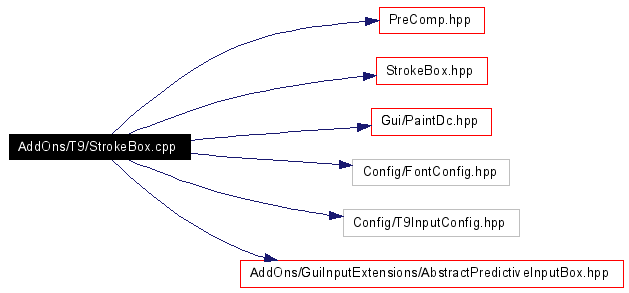 PreComp.hpp
StrokeBox.hpp
Gui/PaintDc.hpp
AddOns/T9/StrokeBox.cpp
Config/FontConfig.hpp
Config/T9InputConfig.hpp
AddOns/GuiInputExtensions/AbstractPredictiveInputBox.hpp